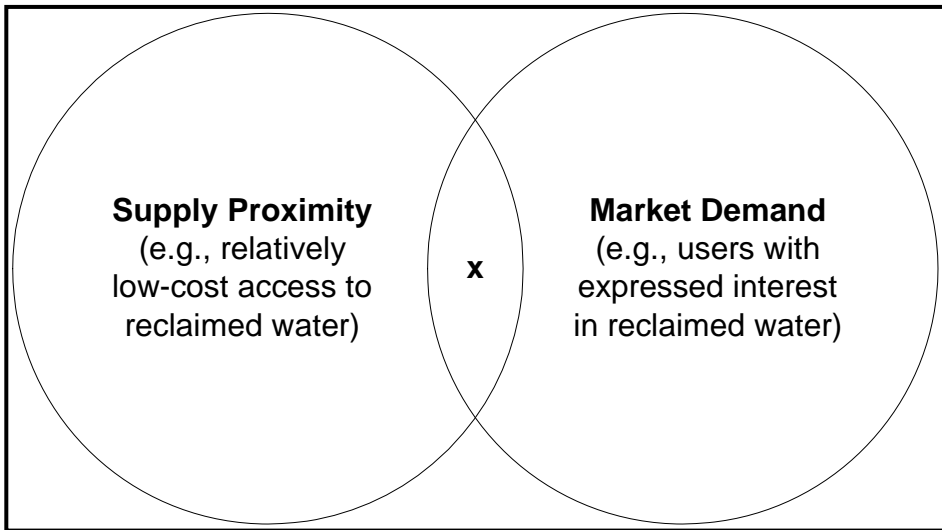 Supply Proximity
(e.g., relatively
low-cost access to
reclaimed water)
x
Market Demand
(e.g., users with
expressed interest
in reclaimed water)